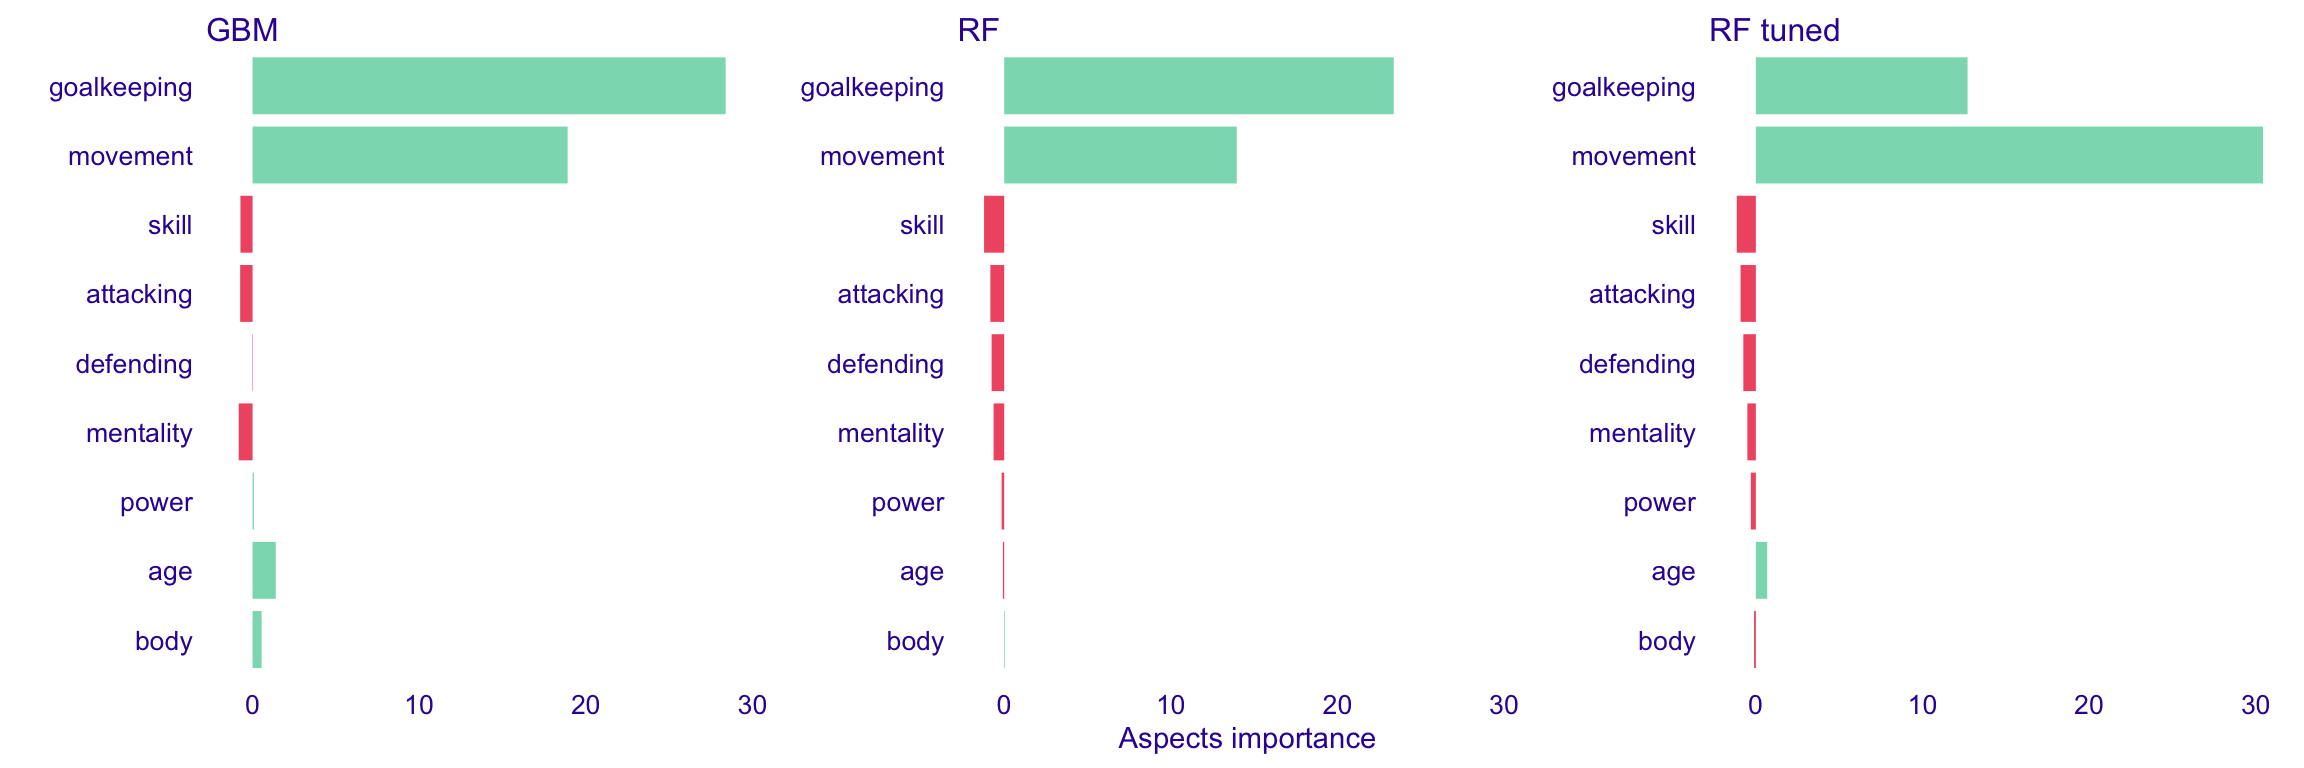 GBM
goalkeeping
movement
skill
attacking
defending
mentality
power
age
body
0 10 20 30
RF
goalkeeping
movement
skill
attacking
defending
mentality
power
age
body
0 10 20 30
RF tuned
goalkeeping
movement
skill
attacking
defending
mentality
power
age
body
0 10 20 30
Aspects importance